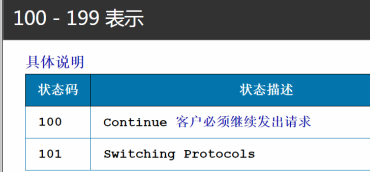 100 - 199 表示
具体说明
状态码 状态描述
100 Continue 客户必须继续发出请求
101 Switching Protocols